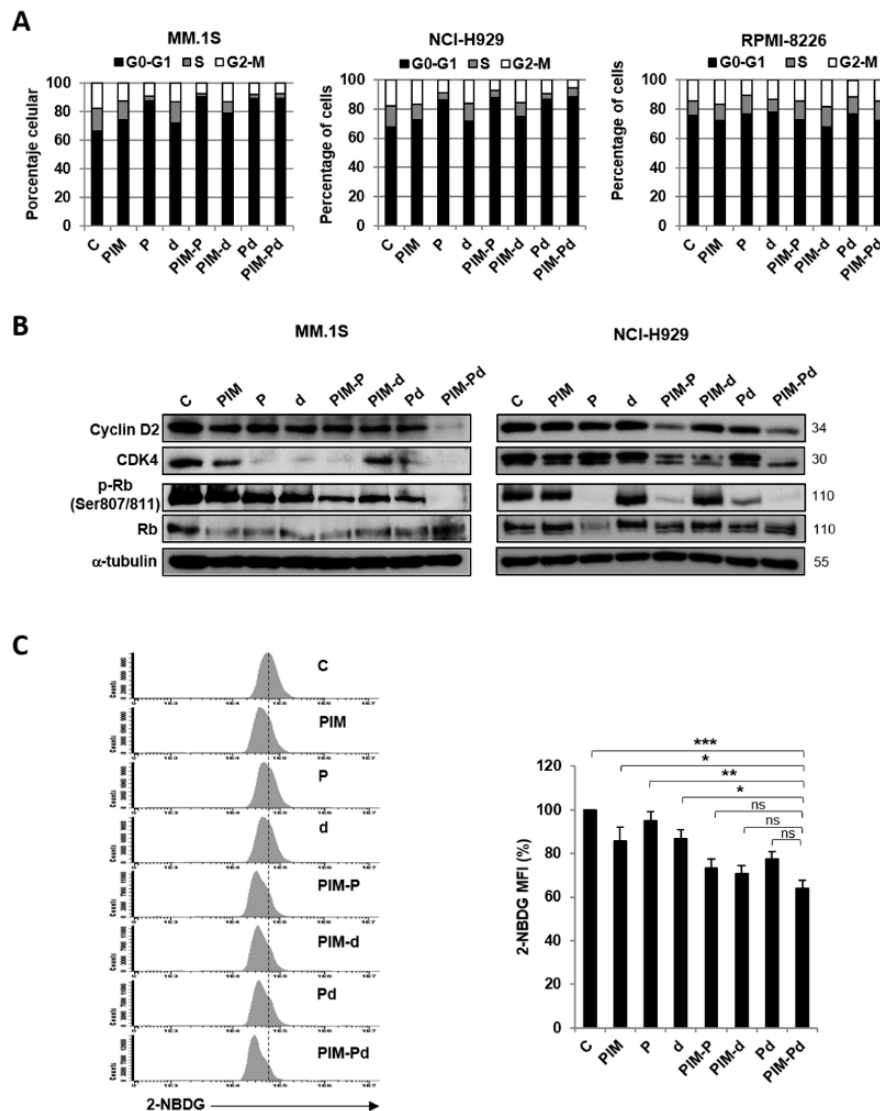 A
MM.1S
G0-G1 S G2-M
Porcentaje celular
100
80
60
40
20
0
C PIM P d PIM-P PIM-d Pd PIM-Pd
NCI-H929
G0-G1 S G2-M
Percentage of cells
100
80
60
40
20
0
C PIM P d PIM-P PIM-d Pd PIM-Pd
RPMI-8226
G0-G1 S G2-M
Percentage of cells
100
80
60
40
20
0
C PIM P d PIM-P PIM-d Pd PIM-Pd
B
MM.1S NCI-H929
C PIM P d PIM-P PIM-d Pd PIM-Pd C PIM P d PIM-P PIM-d Pd PIM-Pd
Cyclin D2 34
CDK4 30
p-Rb
(Ser807/811) 110
Rb 110
α-tubulin 55
C
C
PIM
P
d
PIM-P
PIM-d
Pd
PIM-Pd
Counts
2-NBDG
***
*
**
*
ns
ns
ns
2-NBDG MFI (%)
120
100
80
60
40
20
0
C PIM P d PIM-P PIM-d Pd PIM-Pd